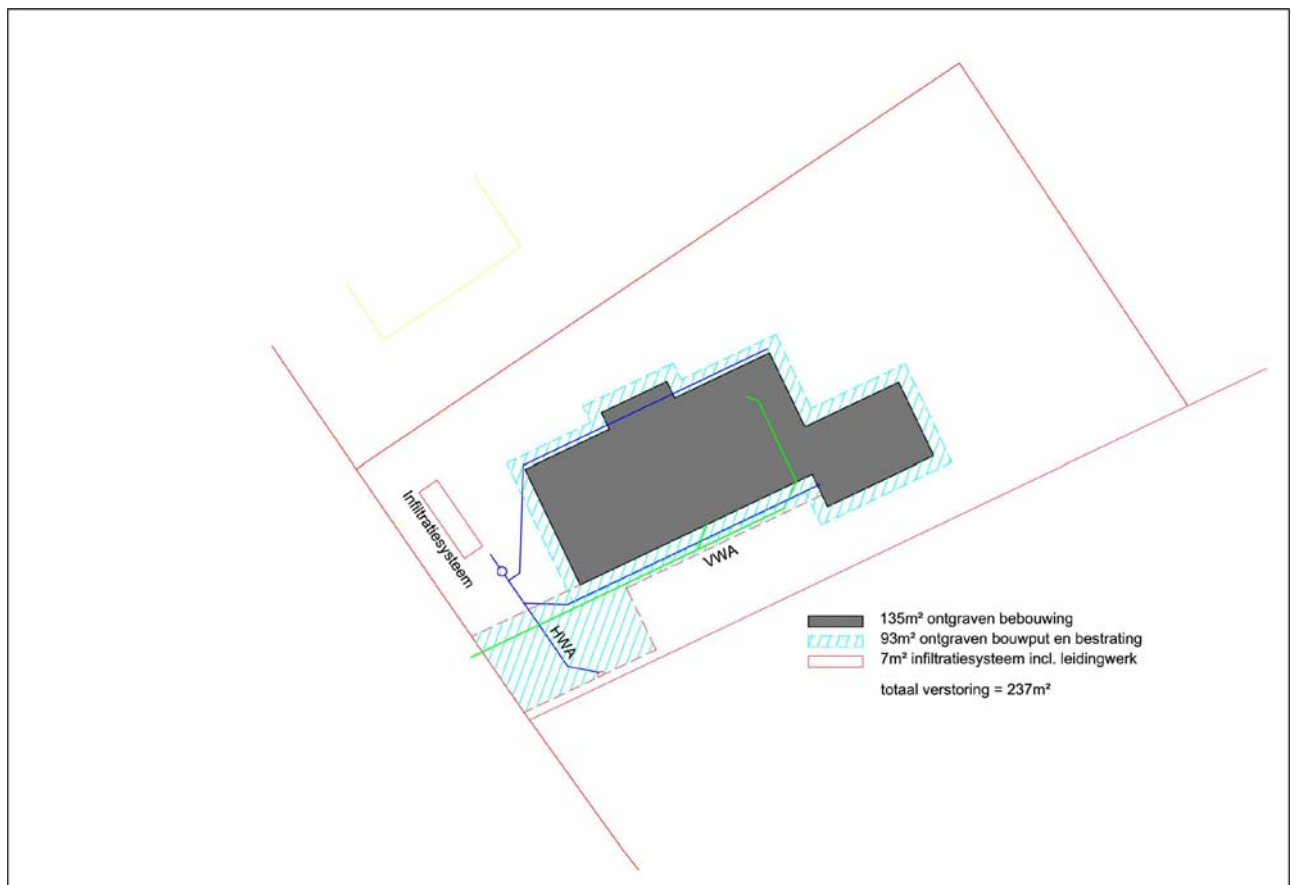 Infiltratiesysteem
VWA
HWA
135m² ontgraven bebouwing
93m² ontgraven bouwput en bestrating
7m² infiltratiesysteem incl. leidingwerk
totaal verstoring = 237m²